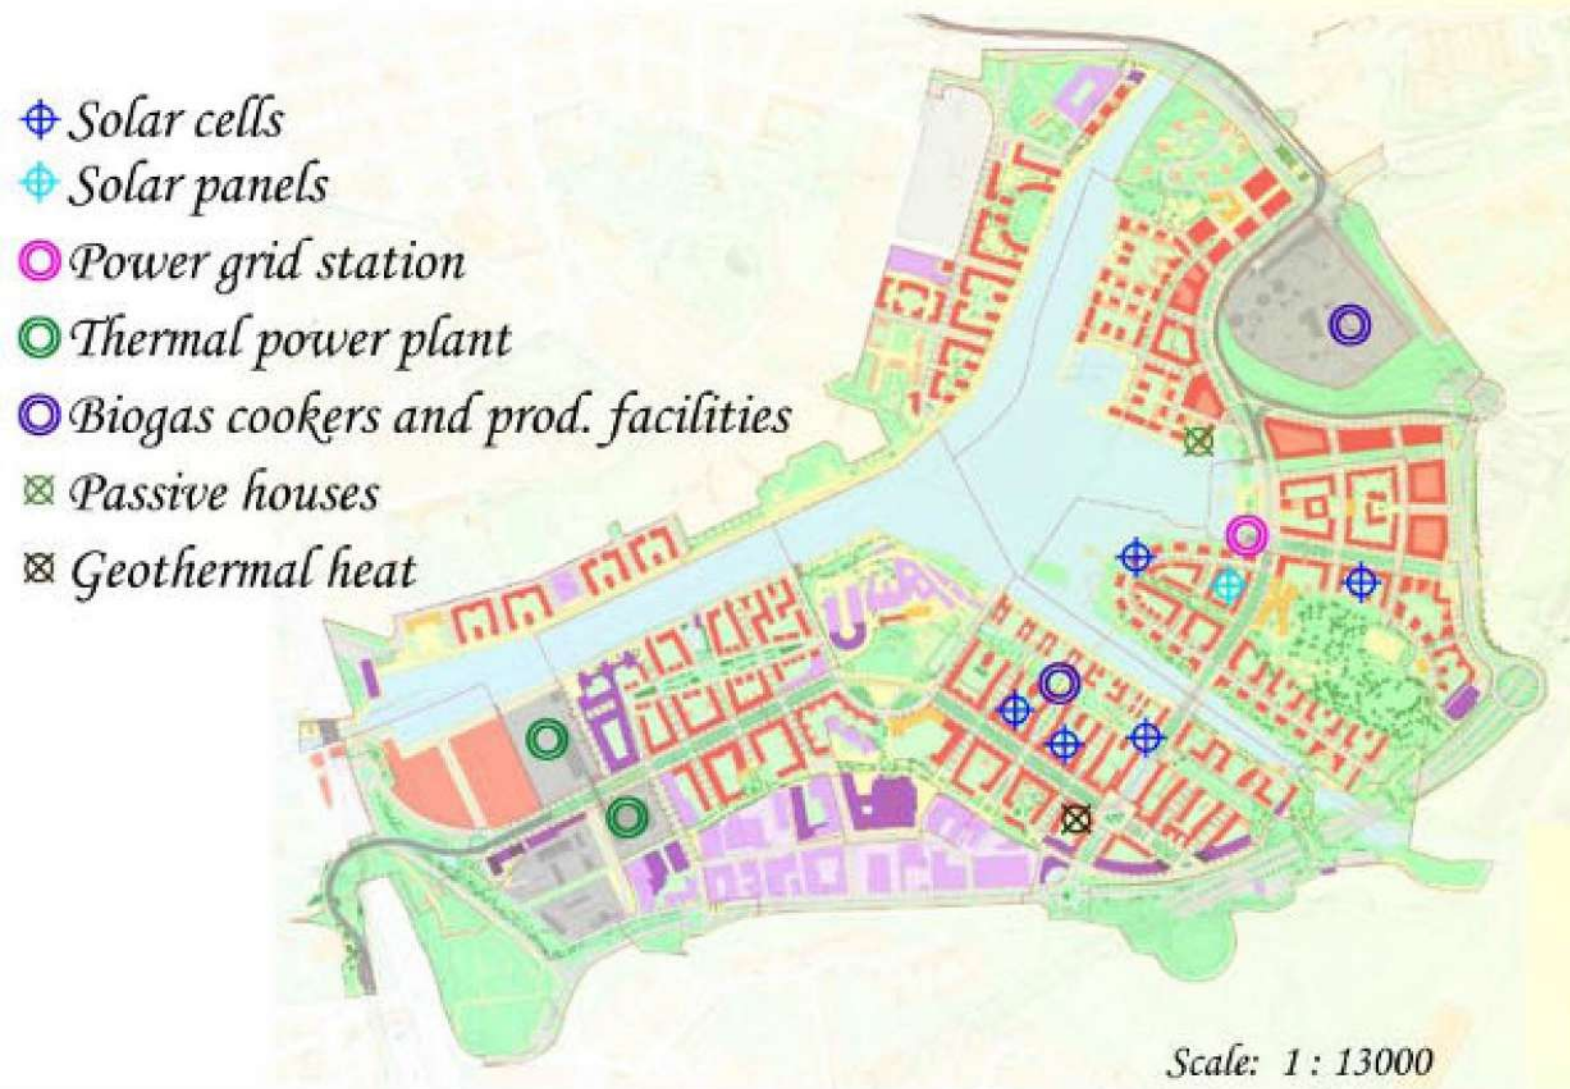 Solar cells
Solar panels
Power grid station
Thermal power plant
Biogas cookers and prod. facilities
Passive houses
Geothermal heat
Scale: 1 : 13000